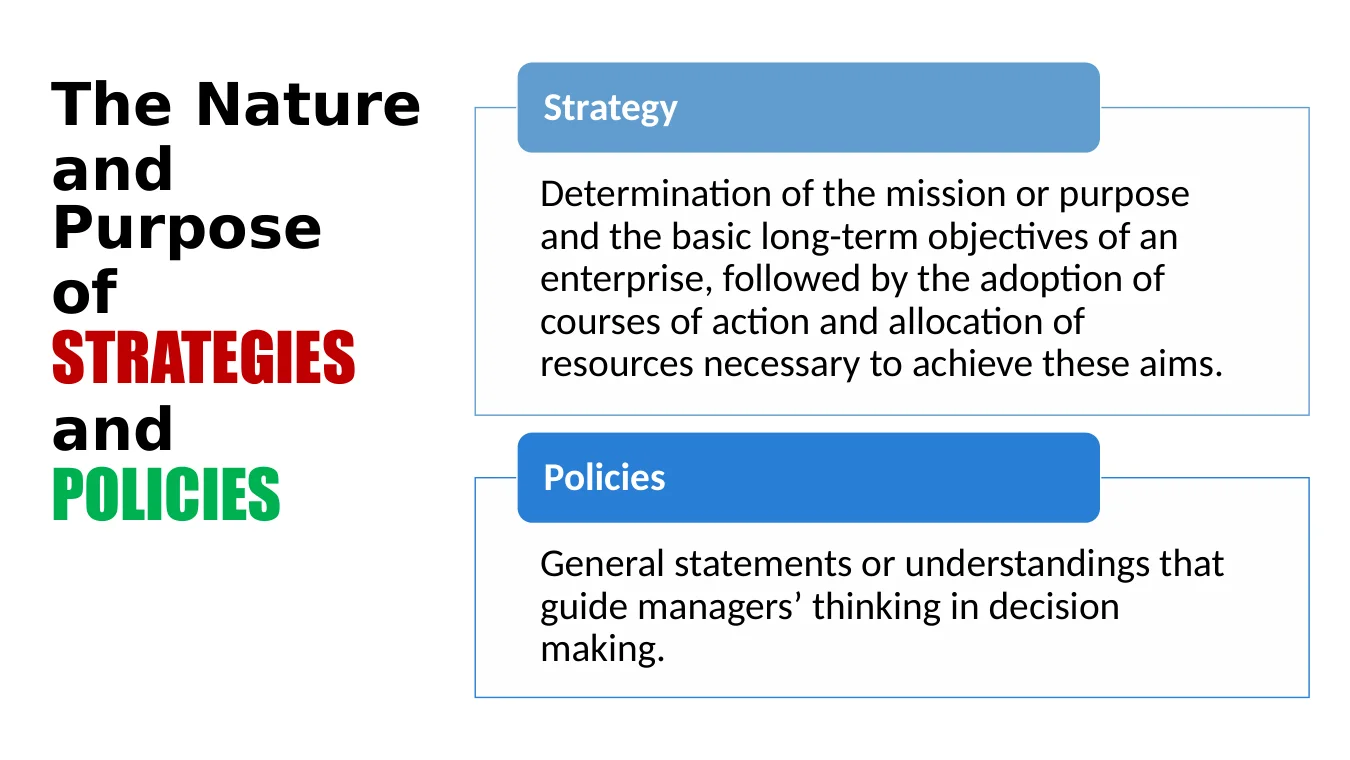 The Nature
and
Purpose
of
STRATEGIES
and
POLICIES
Strategy
Determination of the mission or purpose
and the basic long-term objectives of an
enterprise, followed by the adoption of
courses of action and allocation of
resources necessary to achieve these aims.
Policies
General statements or understandings that
guide managers’ thinking in decision
making.